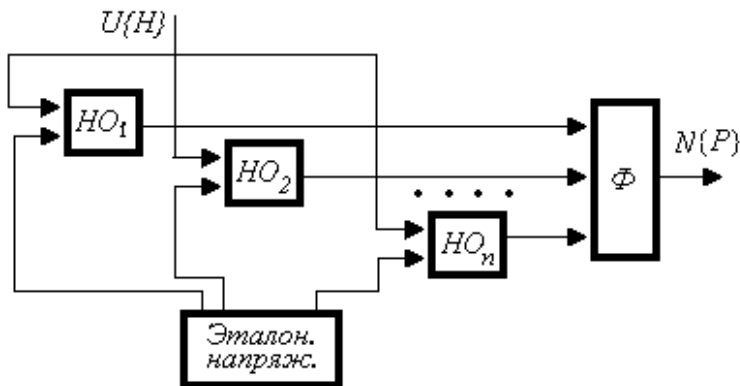 U{H}
HO1
HO2
. . . .
HOn
Ф
N{P}
Эталон.
напряж.